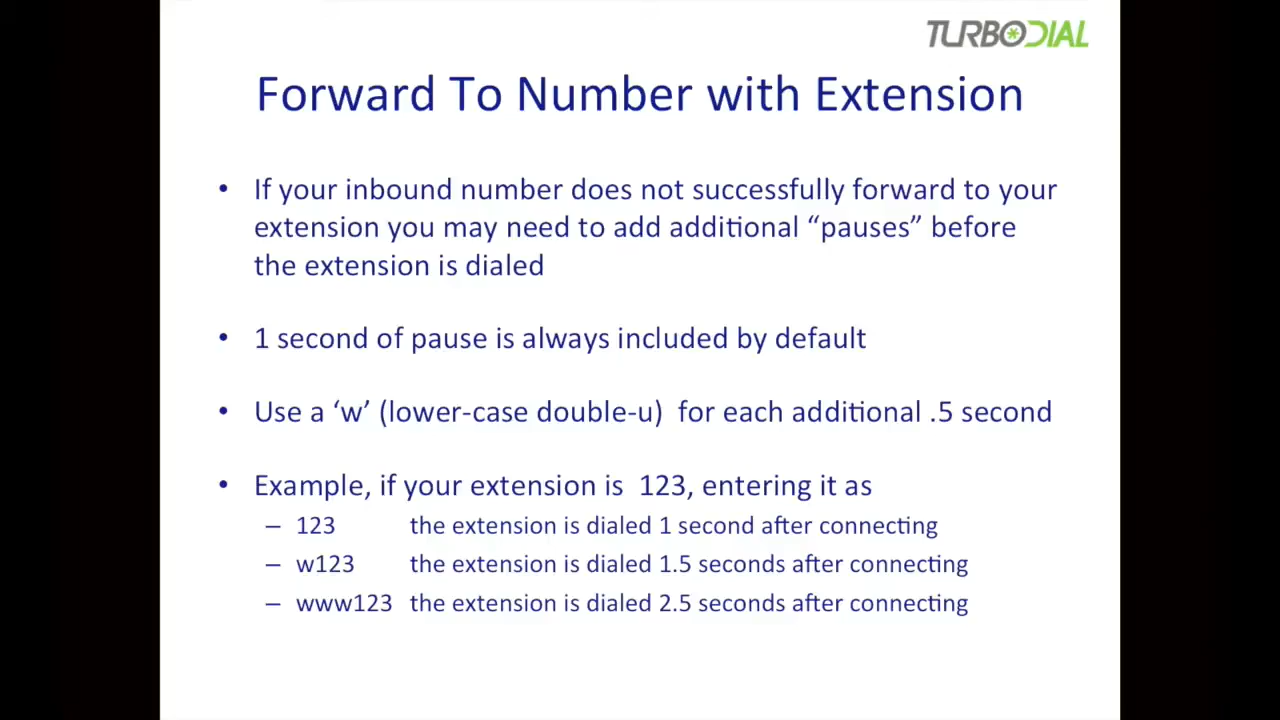 TURBODIAL
Forward To Number with Extension
• If your inbound number does not successfully forward to your
extension you may need to add additional “pauses” before
the extension is dialed
• 1 second of pause is always included by default
• Use a ‘w’ (lower-case double-u)  for each additional .5 second
• Example, if your extension is  123, entering it as
– 123 the extension is dialed 1 second after connecting
– w123 the extension is dialed 1.5 seconds after connecting
– www123 the extension is dialed 2.5 seconds after connecting